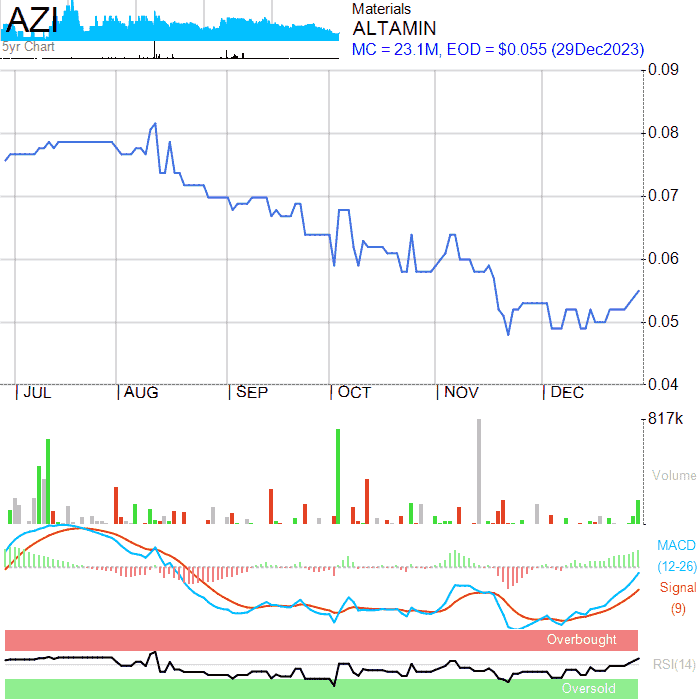 AZI
5yr Chart
Materials
ALTAMIN
MC = 23.1M, EOD = $0.055 (29Dec2023)
0.09
0.08
0.07
0.06
0.05
0.04
JUL AUG SEP OCT NOV DEC
817k
Volume
MACD
(12-26)
Signal
(9)
Overbought
RSI(14)
Oversold